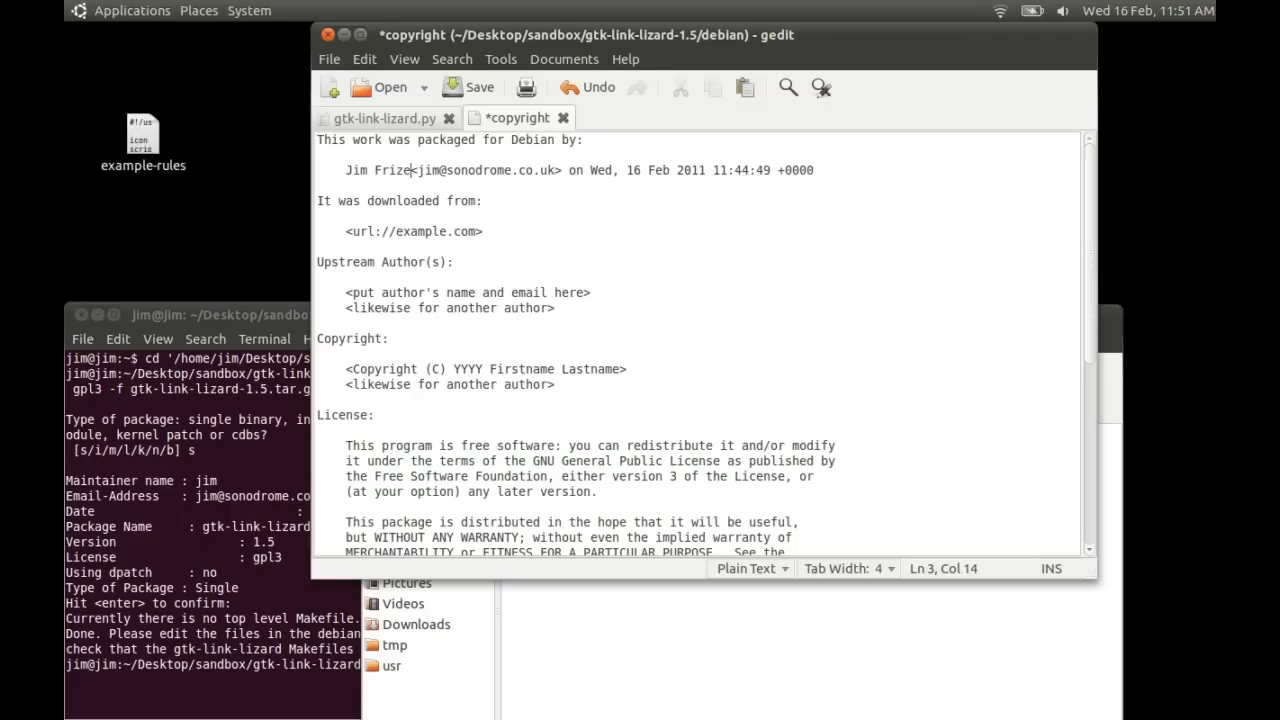 Applications Places System
Wed 16 Feb, 11:51 AM
*copyright (~/Desktop/sandbox/gtk-link-lizard-1.5/debian) - gedit
File Edit View Search Tools Documents Help
Open Save Undo
gtk-link-lizard.py *copyright
This work was packaged for Debian by:
Jim Frize<jim@sonodrome.co.uk> on Wed, 16 Feb 2011 11:44:49 +0000
It was downloaded from:
<url://example.com>
Upstream Author(s):
<put author's name and email here>
<likewise for another author>
Copyright:
<Copyright (C) YYYY Firstname Lastname>
<likewise for another author>
License:
This program is free software: you can redistribute it and/or modify
it under the terms of the GNU General Public License as published by
the Free Software Foundation, either version 3 of the License, or
(at your option) any later version.
This package is distributed in the hope that it will be useful,
but WITHOUT ANY WARRANTY; without even the implied warranty of
MERCHANTABILITY or FITNESS FOR A PARTICULAR PURPOSE. See the
Plain Text Tab Width: 4 Ln 3, Col 14 INS
#!/us
icon
scrip
example-rules
jim@jim: ~/Desktop/sandbo
File Edit View Search Terminal H
jim@jim:~$ cd '/home/jim/Desktop/s
jim@jim:~/Desktop/sandbox/gtk-link
gpl3 -f gtk-link-lizard-1.5.tar.g
Type of package: single binary, in
odule, kernel patch or cdbs?
[s/i/m/l/k/n/b] s
Maintainer name : jim
Email-Address : jim@sonodrome.co
Date :
Package Name : gtk-link-lizard
Version : 1.5
License : gpl3
Using dpatch : no
Type of Package : Single
Hit <enter> to confirm:
Currently there is no top level Makefile.
Done. Please edit the files in the debian
check that the gtk-link-lizard Makefiles
jim@jim:~/Desktop/sandbox/gtk-link-lizard
Pictures
Videos
Downloads
tmp
usr